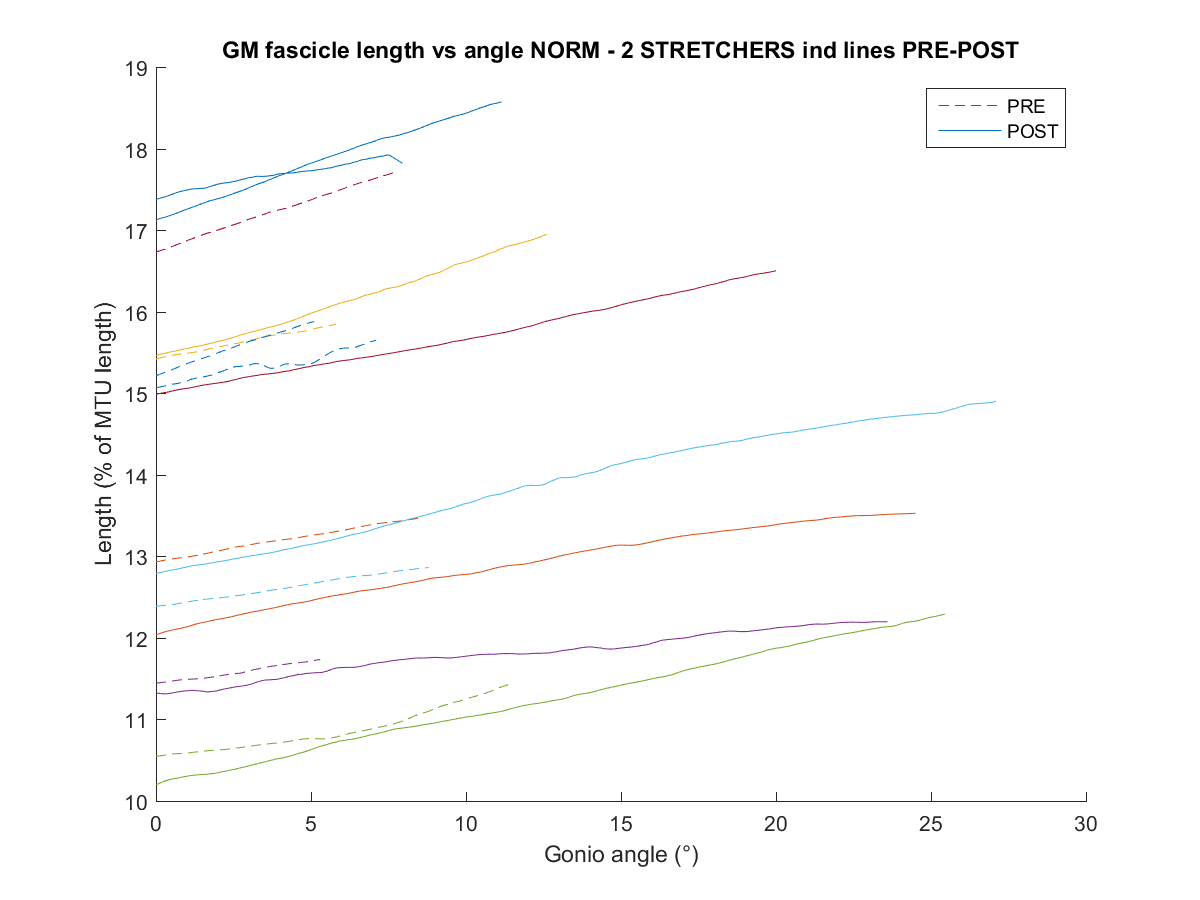 GM fascicle length vs angle NORM - 2 STRETCHERS ind lines PRE-POST
PRE
POST
19
18
17
16
15
14
13
12
11
10
Length (% of MTU length)
0 5 10 15 20 25 30
Gonio angle (°)